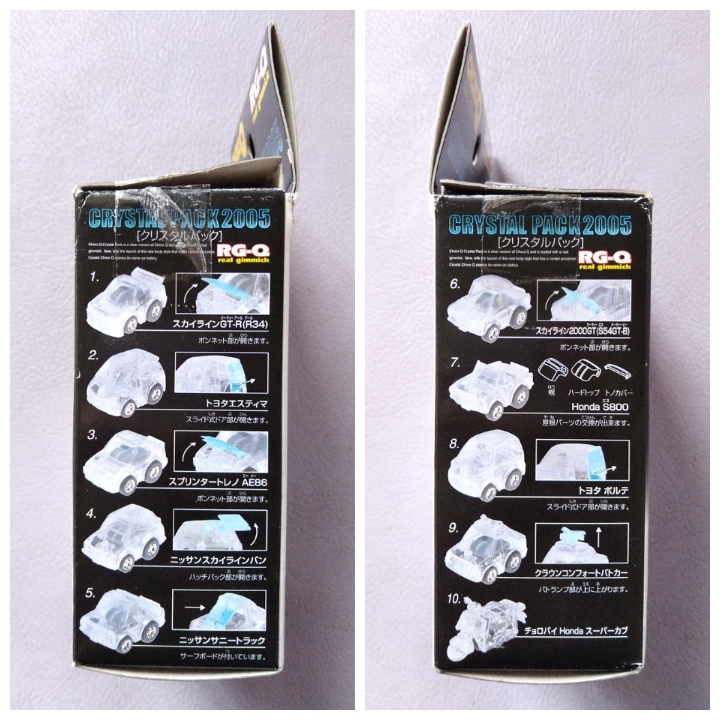 RG-Q
real gimmick
CRYSTAL PACK 2005
[クリスタルパック]
RG-Q
real gimmick
1.
スカイラインGT-R(R34)
ボンネット部が開きます。
2.
トヨタエスティマ
スライド式ドア部が開きます。
3.
スプリンタートレノ AE86
ボンネット部が開きます。
4.
ニッサンスカイラインバン
ハッチバック部が開きます。
5.
ニッサンサニートラック
サーフボードが付いています。
CRYSTAL PACK 2005
[クリスタルパック]
RG-Q
real gimmick
6.
スカイライン2000GT(S54GT-B)
ボンネット部が開きます。
7.
幌 ハードトップ トノカバー
Honda S800
屋根パーツの交換が出来ます。
8.
トヨタ ポルテ
スライド式ドア部が開きます。
9.
クラウンコンフォートパトカー
パトランプ部が上に上がります。
10.
チョロバイ Honda スーパーカブ